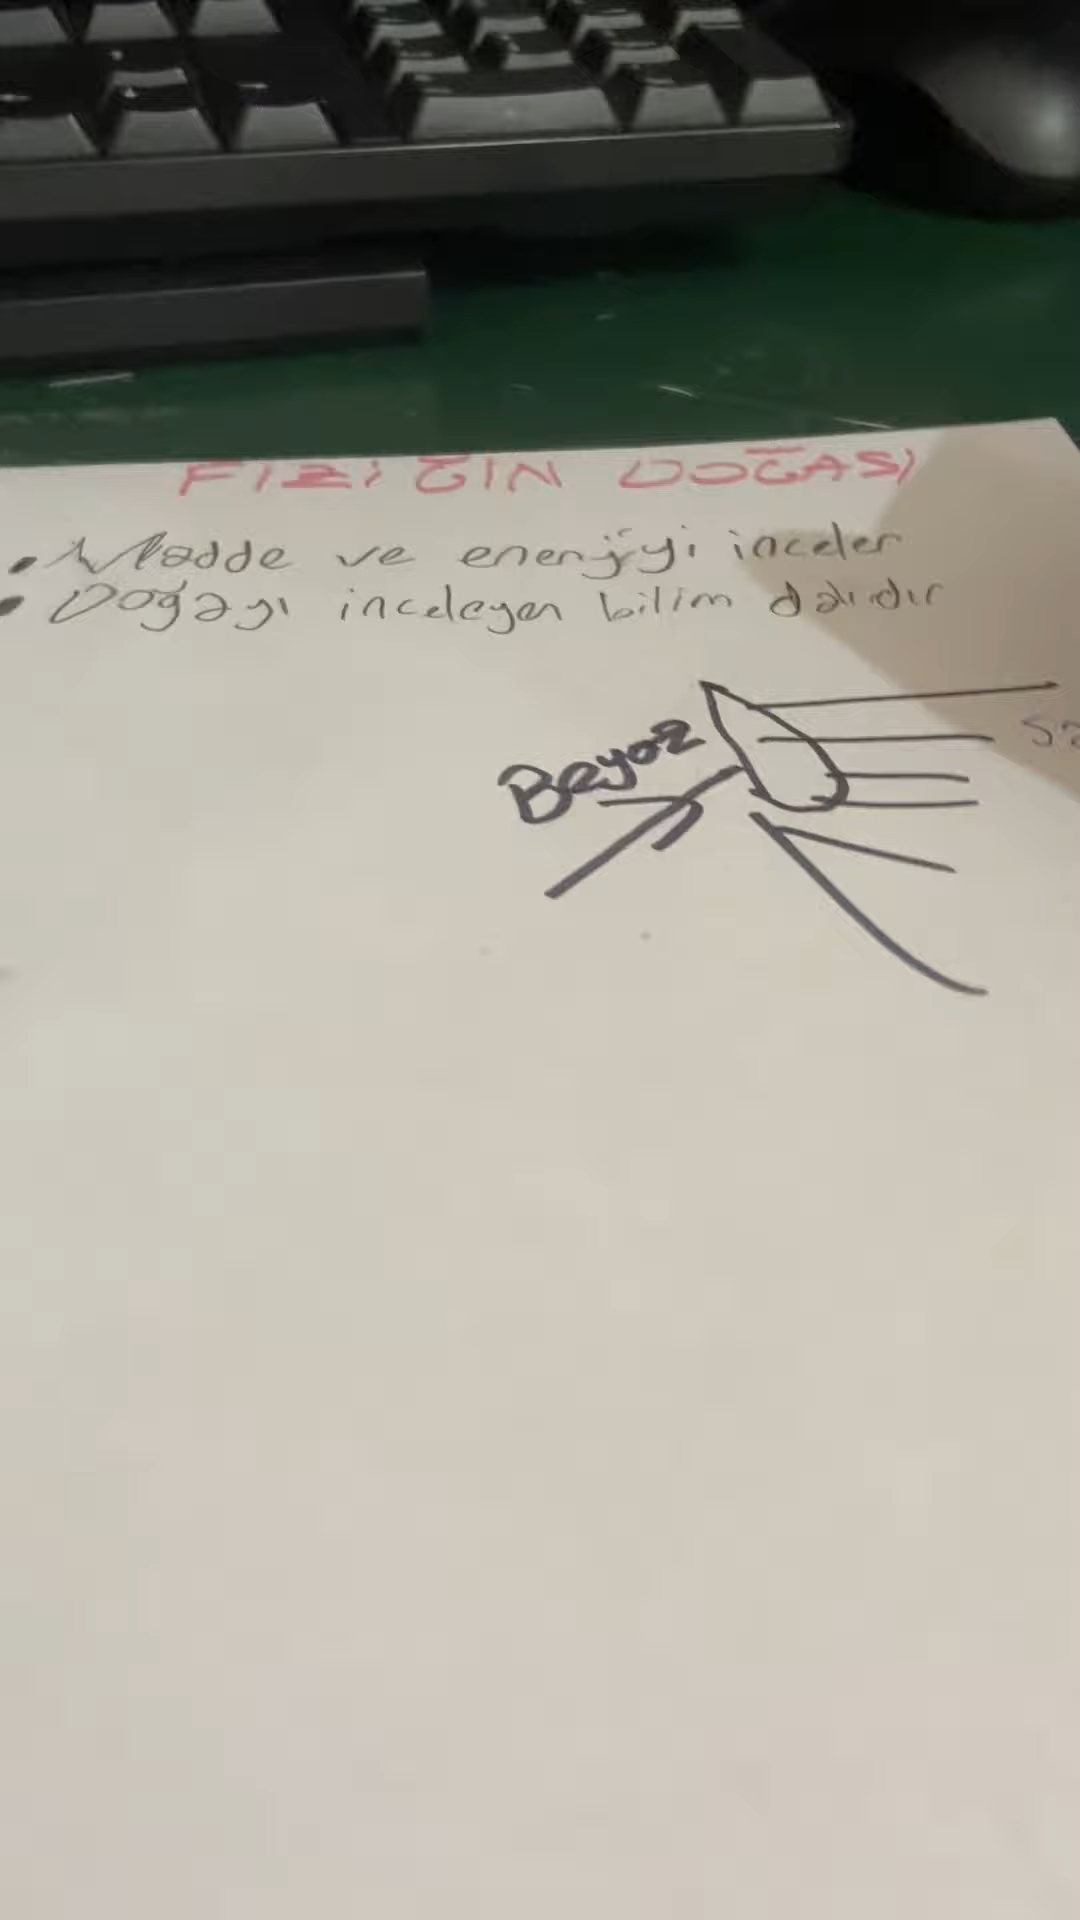 FİZİĞİN DOĞASI
• Madde ve enerjiyi inceler
• Doğayı inceleyen bilim dalıdır
Beyaz